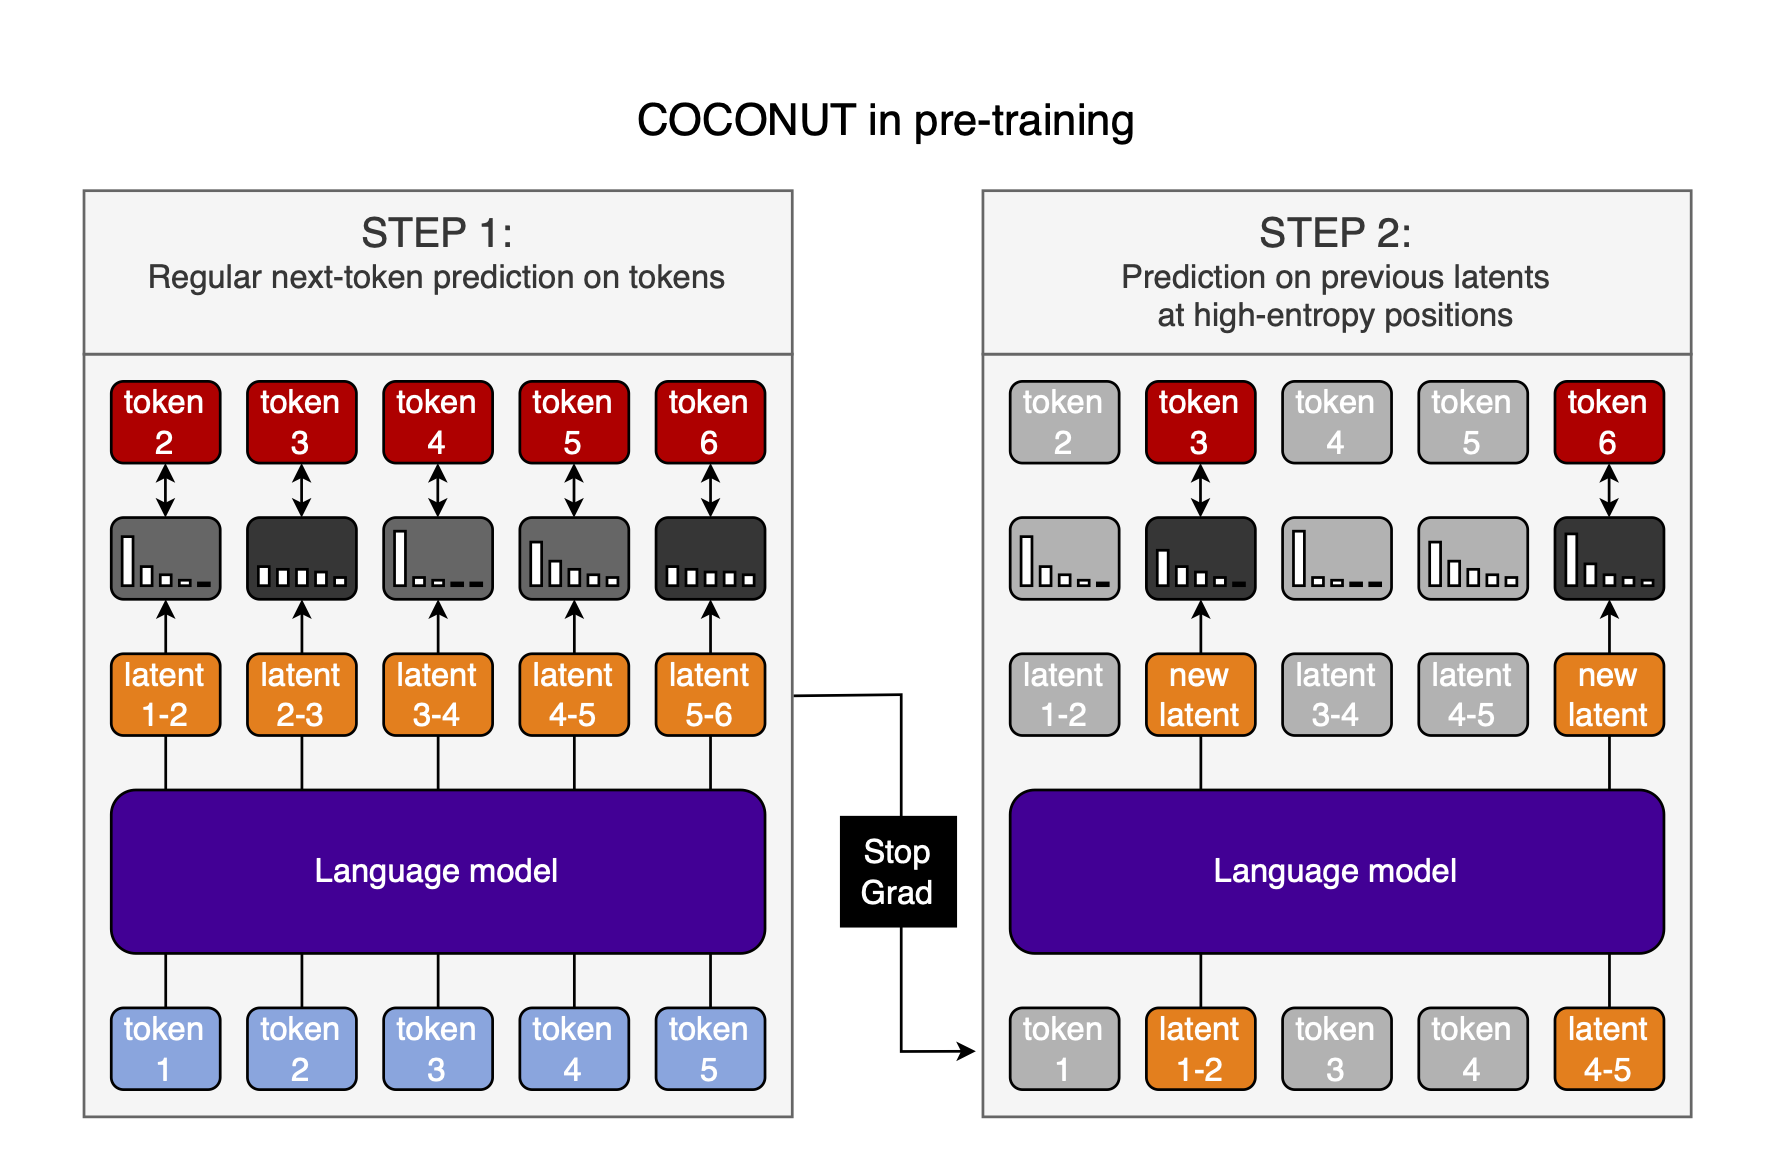 COCONUT in pre-training
STEP 1:
Regular next-token prediction on tokens
token 2
token 3
token 4
token 5
token 6
latent 1-2
latent 2-3
latent 3-4
latent 4-5
latent 5-6
Language model
token 1
token 2
token 3
token 4
token 5
Stop
Grad
STEP 2:
Prediction on previous latents
at high-entropy positions
token 2
token 3
token 4
token 5
token 6
latent 1-2
new latent
latent 3-4
latent 4-5
new latent
Language model
token 1
latent 1-2
token 3
token 4
latent 4-5